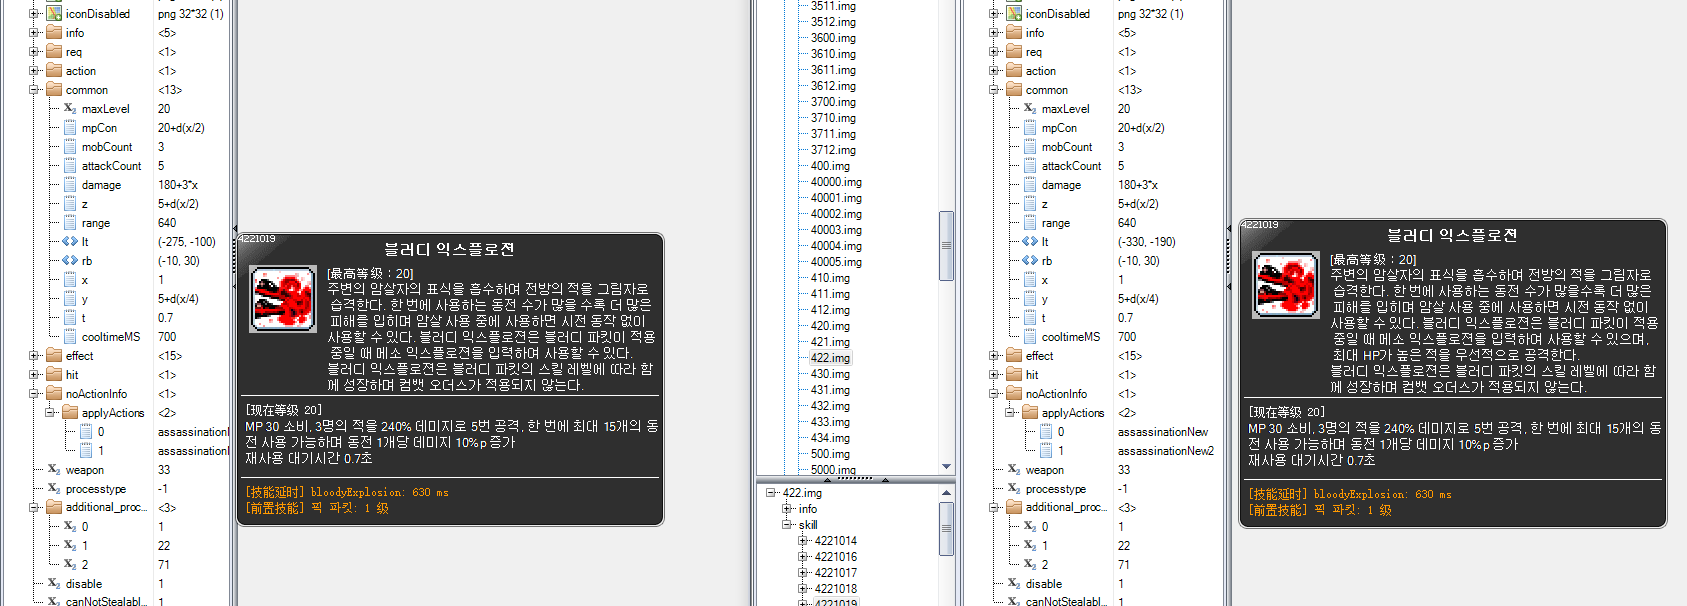 iconDisabled png 32*32 (1)
info <5>
req <1>
action <1>
common <13>
X₂ maxLevel 20
mpCon 20+d(x/2)
mobCount 3
attackCount 5
damage 180+3*x
z 5+d(x/2)
range 640
lt (-275, -100)
rb (-10, 30)
x 1
y 5+d(x/4)
t 0.7
cooltimeMS 700
effect <15>
hit <1>
noActionInfo <1>
applyActions <2>
0 assassinationI
1 assassinationI
X₂ weapon 33
X₂ processtype -1
additional_proc... <3>
X₂ 0 1
X₂ 1 22
X₂ 2 71
X₂ disable 1
X₂ canNotStealabl... 1
4221019
블러디 익스플로젼
[最高等级：20]
주변의 암살자의 표식을 흡수하며 전방의 적을 그림자로
습격한다. 한 번에 사용하는 동전 수가 많을 수록 더 많은
피해를 입히며 암살 사용 중에 사용하면 시전 동작 없이
사용할 수 있다. 블러디 익스플로젼은 블러디 파킷이 적용
중일 때 메소 익스플로젼을 입력하여 사용할 수 있다.
블러디 익스플로젼은 블러디 파킷의 스킬 레벨에 따라 함
께 성장하며 컴뱃 오더스가 적용되지 않는다.
[现在等级 20]
MP 30 소비, 3명의 적을 240% 데미지로 5번 공격, 한 번에 최대 15개의 동
전 사용 가능하며 동전 1개당 데미지 10%p 증가
재사용 대기시간 0.7초
[技能延时] bloodyExplosion: 630 ms
[前置技能] 픽 파킷: 1 级
3511.img
3512.img
3600.img
3610.img
3611.img
3612.img
3700.img
3710.img
3711.img
3712.img
400.img
40000.img
40001.img
40002.img
40003.img
40004.img
40005.img
410.img
411.img
412.img
420.img
421.img
422.img
430.img
431.img
432.img
433.img
434.img
500.img
5000.img
422.img
info
skill
4221014
4221016
4221017
4221018
4221019
iconDisabled png 32*32 (1)
info <5>
req <1>
action <1>
common <13>
X₂ maxLevel 20
mpCon 20+d(x/2)
mobCount 3
attackCount 5
damage 180+3*x
z 5+d(x/2)
range 640
lt (-330, -190)
rb (-10, 30)
x 1
y 5+d(x/4)
t 0.7
cooltimeMS 700
effect <15>
hit <1>
noActionInfo <1>
applyActions <2>
0 assassinationNew
1 assassinationNew2
X₂ weapon 33
X₂ processtype -1
additional_proc... <3>
X₂ 0 1
X₂ 1 22
X₂ 2 71
X₂ disable 1
X₂ canNotStealabl... 1
4221019
블러디 익스플로젼
[最高等级：20]
주변의 암살자의 표식을 흡수하며 전방의 적을 그림자로
습격한다. 한 번에 사용하는 동전 수가 많을수록 더 많은
피해를 입히며 암살 사용 중에 사용하면 시전 동작 없이
사용할 수 있다. 블러디 익스플로젼은 블러디 파킷이 적용
중일 때 메소 익스플로젼을 입력하여 사용할 수 있으며,
최대 HP가 높은 적을 우선적으로 공격한다.
블러디 익스플로젼은 블러디 파킷의 스킬 레벨에 따라 함
께 성장하며 컴뱃 오더스가 적용되지 않는다.
[现在等级 20]
MP 30 소비, 3명의 적을 240% 데미지로 5번 공격, 한 번에 최대 15개의 동
전 사용 가능하며 동전 1개당 데미지 10%p 증가
재사용 대기시간 0.7초
[技能延时] bloodyExplosion: 630 ms
[前置技能] 픽 파킷: 1 级